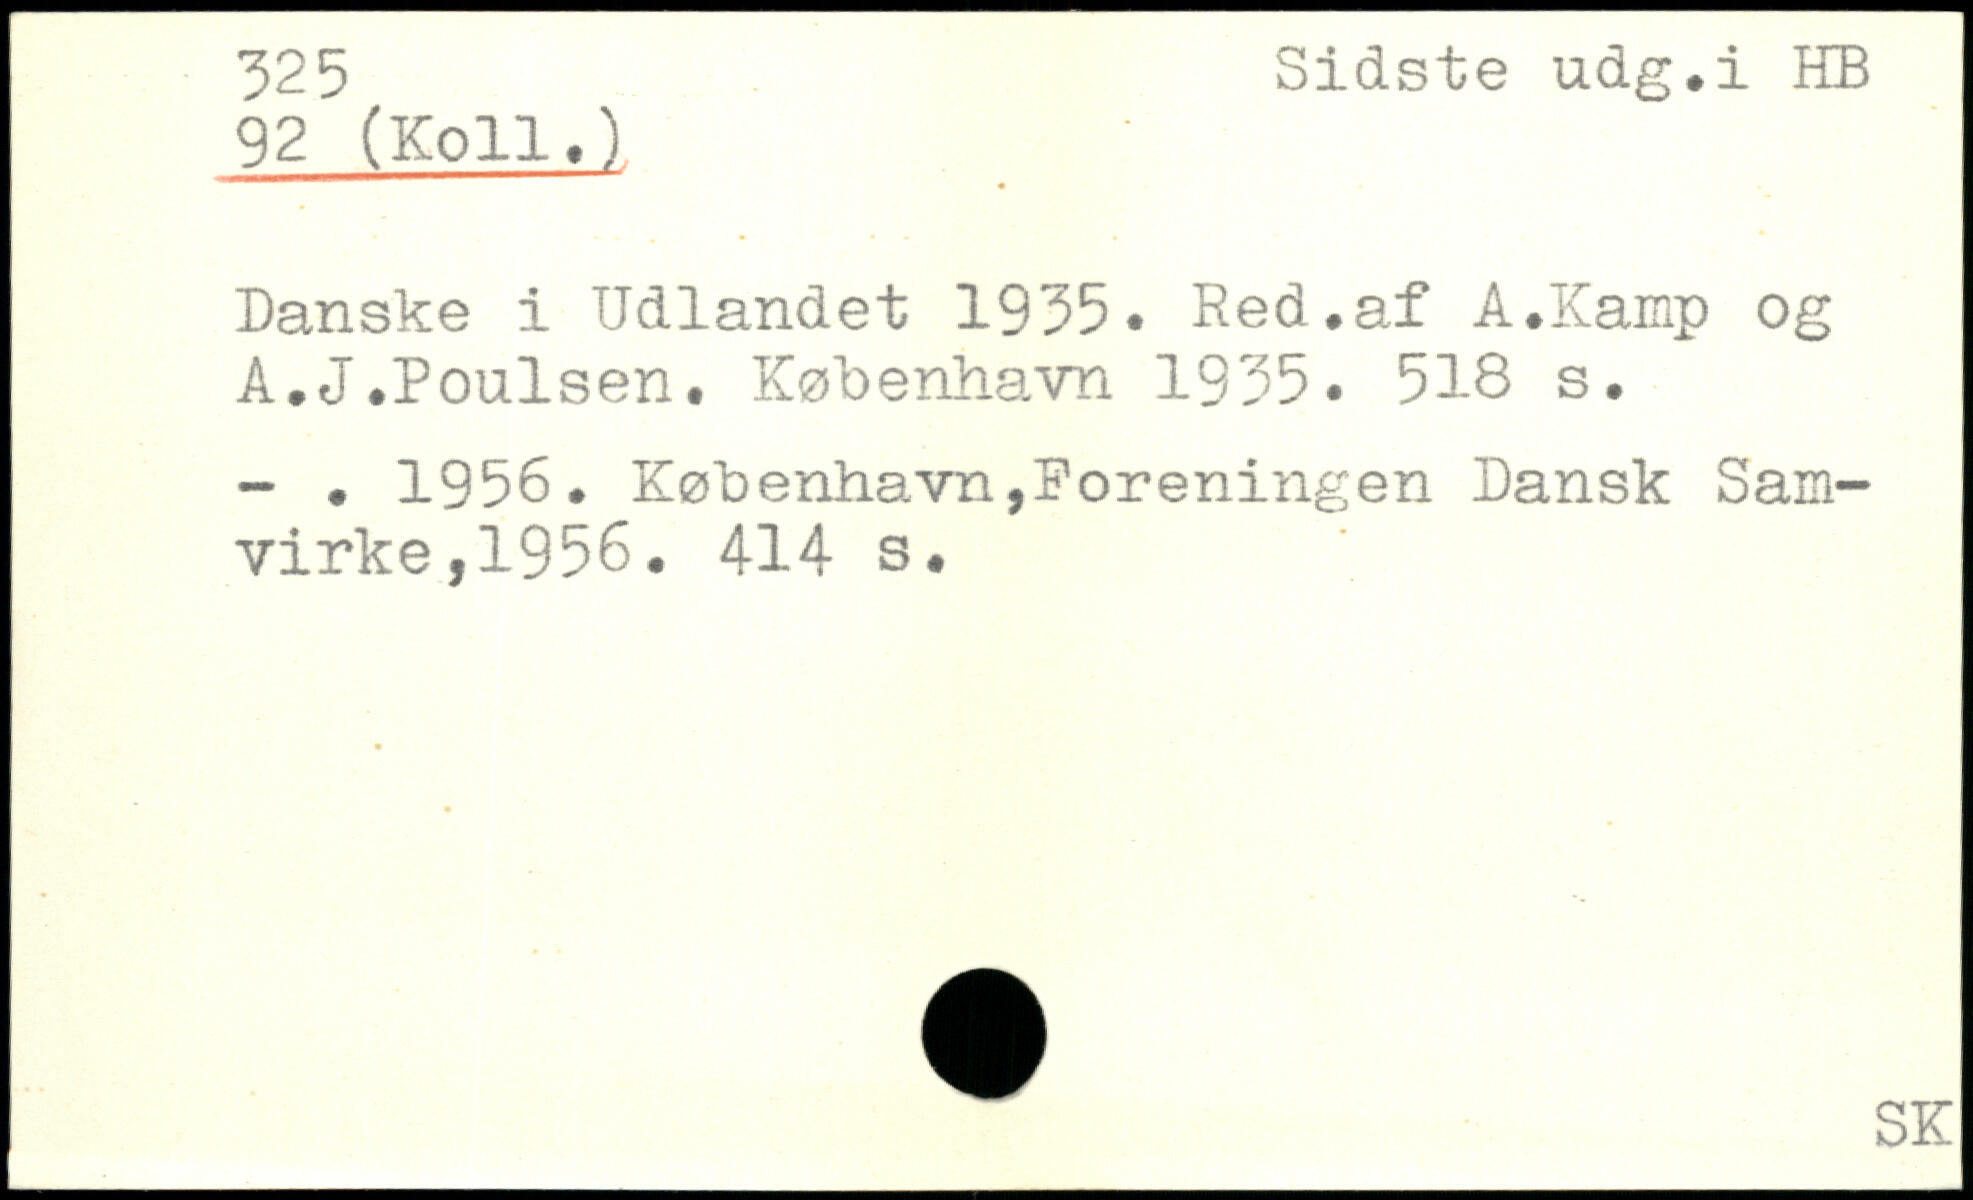 325
Sidste udg.i HB
92 (Koll.)
Danske i Udlandet 1935. Red.af A.Kamp og
A.J.Poulsen. København 1935. 518 s.
- . 1956. København,Foreningen Dansk Sam-
virke,1956. 414 s.
SK